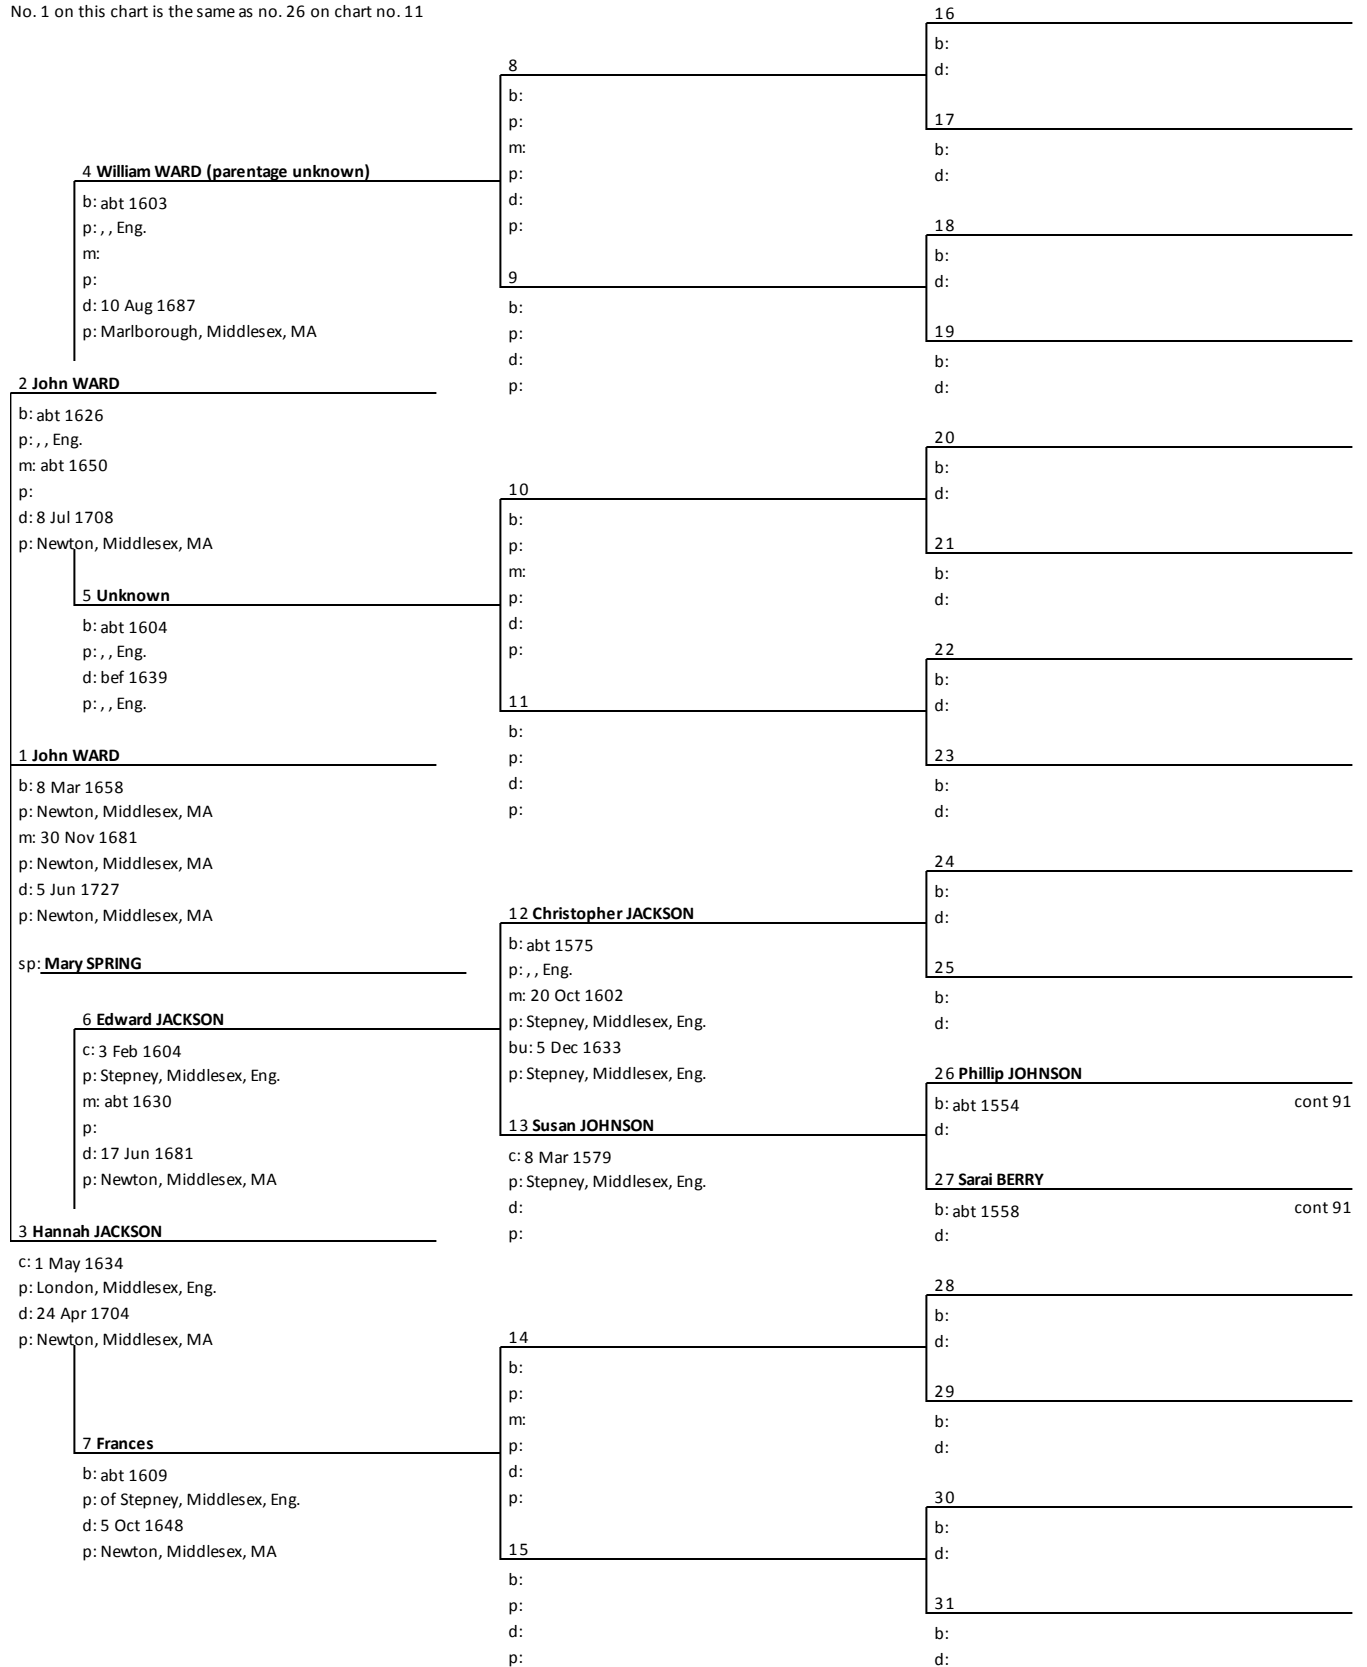 No. 1 on this chart is the same as no. 26 on chart no. 11
4 William WARD (parentage unknown)
b: abt 1603
p: , , Eng.
m:
p:
d: 10 Aug 1687
p: Marlborough, Middlesex, MA
2 John WARD
b: abt 1626
p: , , Eng.
m: abt 1650
p:
d: 8 Jul 1708
p: Newton, Middlesex, MA
5 Unknown
b: abt 1604
p: , , Eng.
d: bef 1639
p: , , Eng.
1 John WARD
b: 8 Mar 1658
p: Newton, Middlesex, MA
m: 30 Nov 1681
p: Newton, Middlesex, MA
d: 5 Jun 1727
p: Newton, Middlesex, MA
sp: Mary SPRING
6 Edward JACKSON
c: 3 Feb 1604
p: Stepney, Middlesex, Eng.
m: abt 1630
p:
d: 17 Jun 1681
p: Newton, Middlesex, MA
3 Hannah JACKSON
c: 1 May 1634
p: London, Middlesex, Eng.
d: 24 Apr 1704
p: Newton, Middlesex, MA
7 Frances
b: abt 1609
p: of Stepney, Middlesex, Eng.
d: 5 Oct 1648
p: Newton, Middlesex, MA
8
b:
p:
m:
p:
d:
p:
9
b:
p:
d:
p:
10
b:
p:
m:
p:
d:
p:
11
b:
p:
d:
p:
12 Christopher JACKSON
b: abt 1575
p: , , Eng.
m: 20 Oct 1602
p: Stepney, Middlesex, Eng.
bu: 5 Dec 1633
p: Stepney, Middlesex, Eng.
13 Susan JOHNSON
c: 8 Mar 1579
p: Stepney, Middlesex, Eng.
d:
p:
14
b:
p:
m:
p:
d:
p:
15
b:
p:
d:
p:
16
b:
d:
17
b:
d:
18
b:
d:
19
b:
d:
20
b:
d:
21
b:
d:
22
b:
d:
23
b:
d:
24
b:
d:
25
b:
d:
26 Phillip JOHNSON
b: abt 1554 cont 91
d:
27 Sarai BERRY
b: abt 1558 cont 91
d:
28
b:
d:
29
b:
d:
30
b:
d:
31
b:
d: